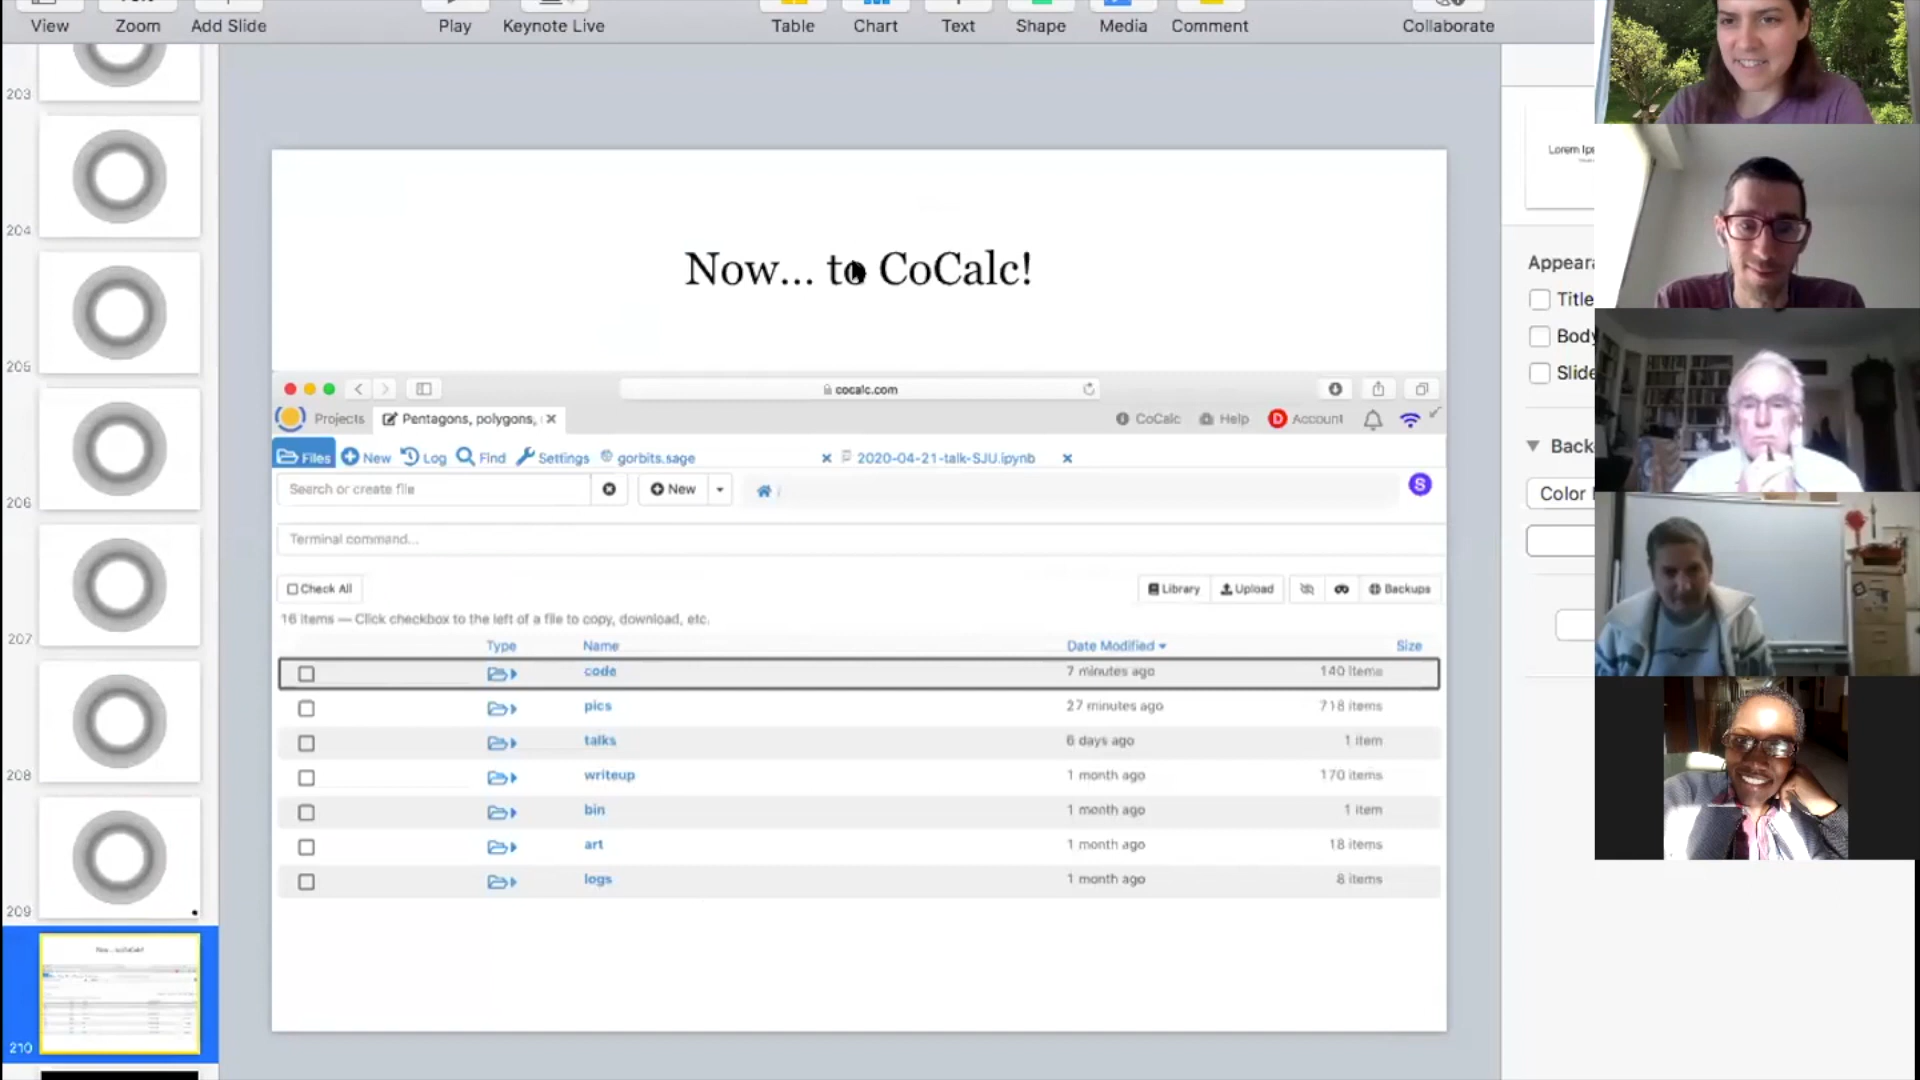 View Zoom Add Slide Play Keynote Live Table Chart Text Shape Media Comment Collaborate
203
204
205
206
207
208
209
210
Now... to CoCalc!
cocalc.com
Projects Pentagons, polygons, CoCalc Help D Account
Files New Log Find Settings gorbits.sage 2020-04-21-talk-SJU.ipynb
Search or create file New / S
Terminal command...
Check All Library Upload Backups
16 items — Click checkbox to the left of a file to copy, download, etc.
Type Name Date Modified Size
code 7 minutes ago 140 items
pics 27 minutes ago 718 items
talks 6 days ago 1 item
writeup 1 month ago 170 items
bin 1 month ago 1 item
art 1 month ago 18 items
logs 1 month ago 8 items
Lorem Ip
Appeara
Title
Body
Slide
Back
Color